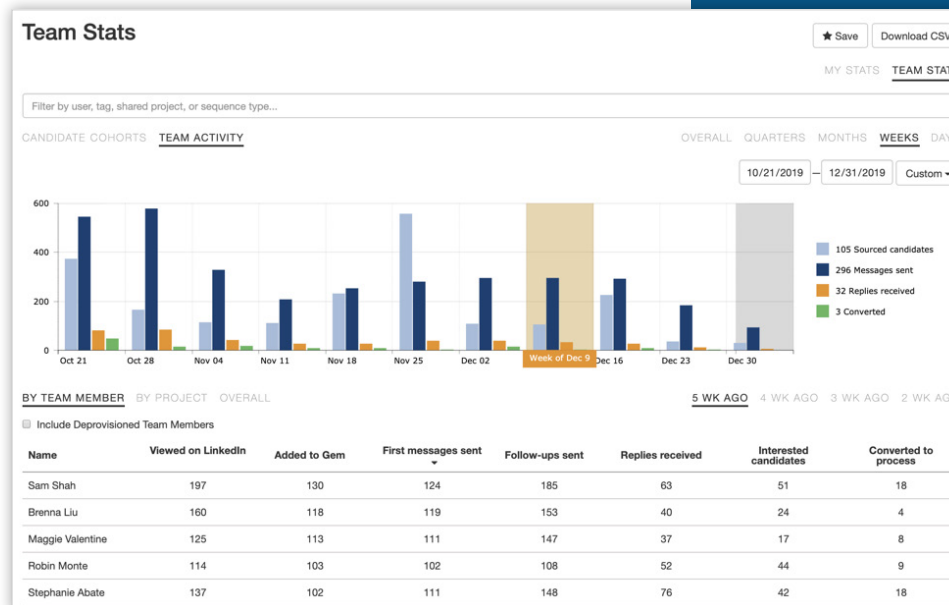 Team Stats
Save
Download CSV
MY STATS TEAM STAT
Filter by user, tag, shared project, or sequence type...
CANDIDATE COHORTS TEAM ACTIVITY
OVERALL QUARTERS MONTHS WEEKS DAY
10/21/2019 – 12/31/2019 Custom
600
400
200
0
Oct 21 Oct 28 Nov 04 Nov 11 Nov 18 Nov 25 Dec 02 Week of Dec 9 Dec 16 Dec 23 Dec 30
105 Sourced candidates
296 Messages sent
32 Replies received
3 Converted
BY TEAM MEMBER BY PROJECT OVERALL
5 WK AGO 4 WK AGO 3 WK AGO 2 WK AG
Include Deprovisioned Team Members
Name Viewed on LinkedIn Added to Gem First messages sent Follow-ups sent Replies received Interested candidates Converted to process
Sam Shah 197 130 124 185 63 51 18
Brenna Liu 160 118 119 153 40 24 4
Maggie Valentine 125 113 111 147 37 17 8
Robin Monte 114 103 102 108 52 44 9
Stephanie Abate 137 102 111 148 76 42 18